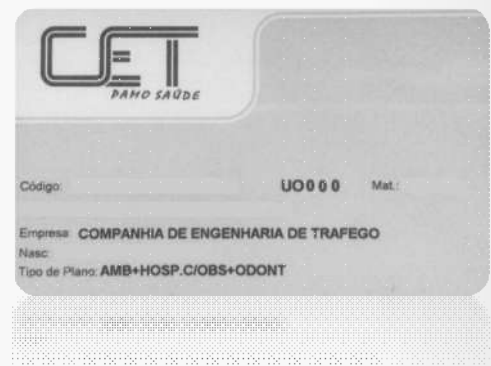 CET
PAMO SAÚDE
Código: UO000 Mat.:
Empresa: COMPANHIA DE ENGENHARIA DE TRAFEGO
Nasc:
Tipo de Plano: AMB+HOSP.C/OBS+ODONT